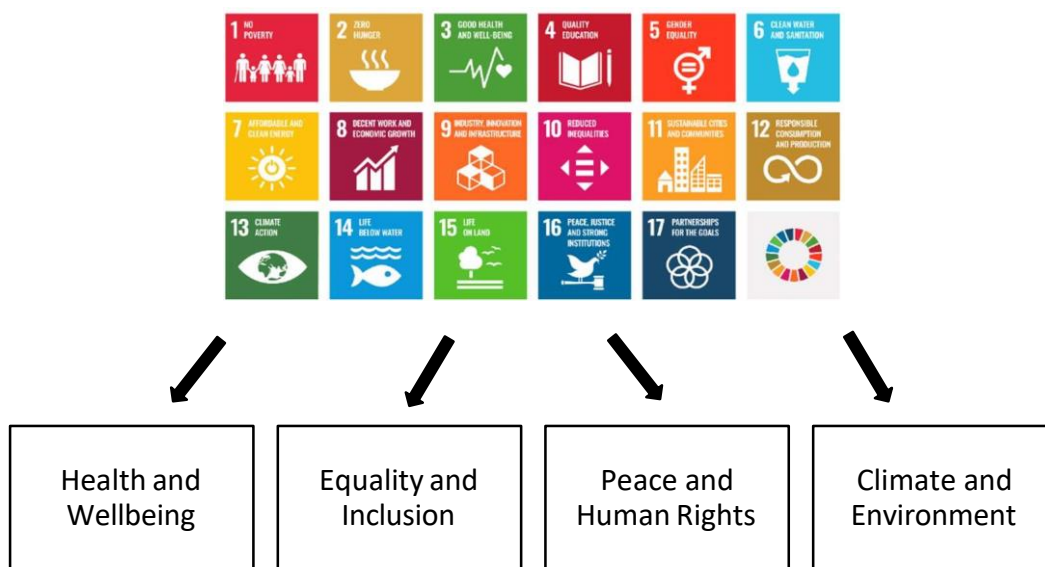 1 NO
POVERTY
2 ZERO
HUNGER
3 GOOD HEALTH
AND WELL-BEING
4 QUALITY
EDUCATION
5 GENDER
EQUALITY
6 CLEAN WATER
AND SANITATION
7 AFFORDABLE AND
CLEAN ENERGY
8 DECENT WORK AND
ECONOMIC GROWTH
9 INDUSTRY, INNOVATION
AND INFRASTRUCTURE
10 REDUCED
INEQUALITIES
11 SUSTAINABLE CITIES
AND COMMUNITIES
12 RESPONSIBLE
CONSUMPTION
AND PRODUCTION
13 CLIMATE
ACTION
14 LIFE
BELOW WATER
15 LIFE
ON LAND
16 PEACE, JUSTICE
AND STRONG
INSTITUTIONS
17 PARTNERSHIPS
FOR THE GOALS
Health and
Wellbeing
Equality and
Inclusion
Peace and
Human Rights
Climate and
Environment